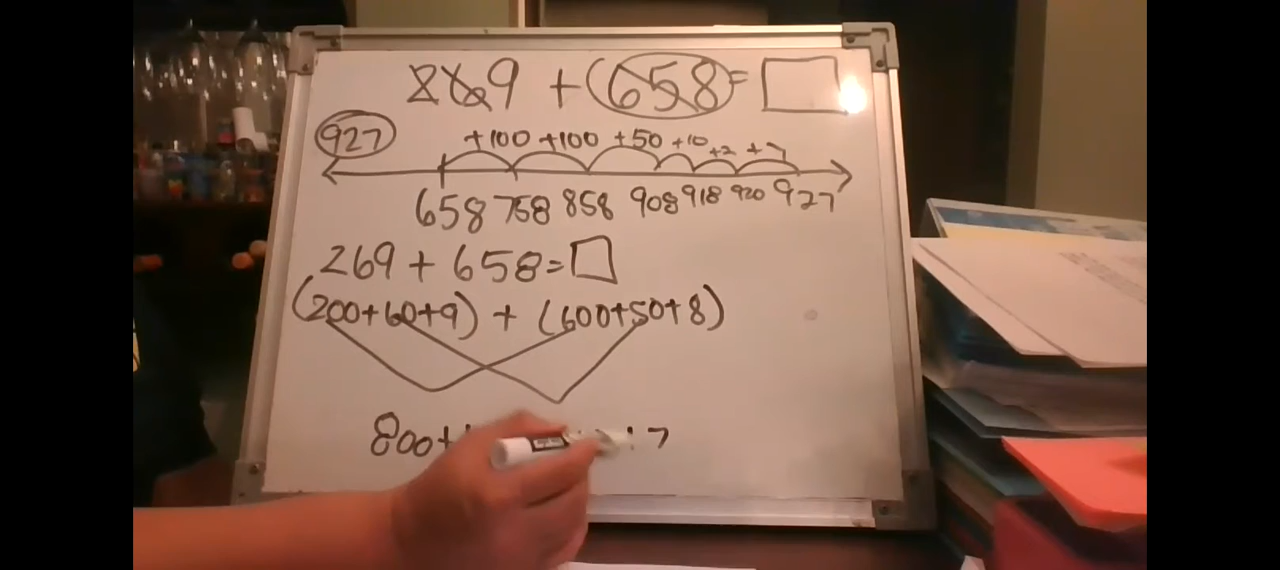 269 + (658 = □
927
+100 +100 +50 +10 +2 +7
658 758 858 908 918 920 927
269 + 658 = □
(200+60+9) + (600+50+8)
800+ 17